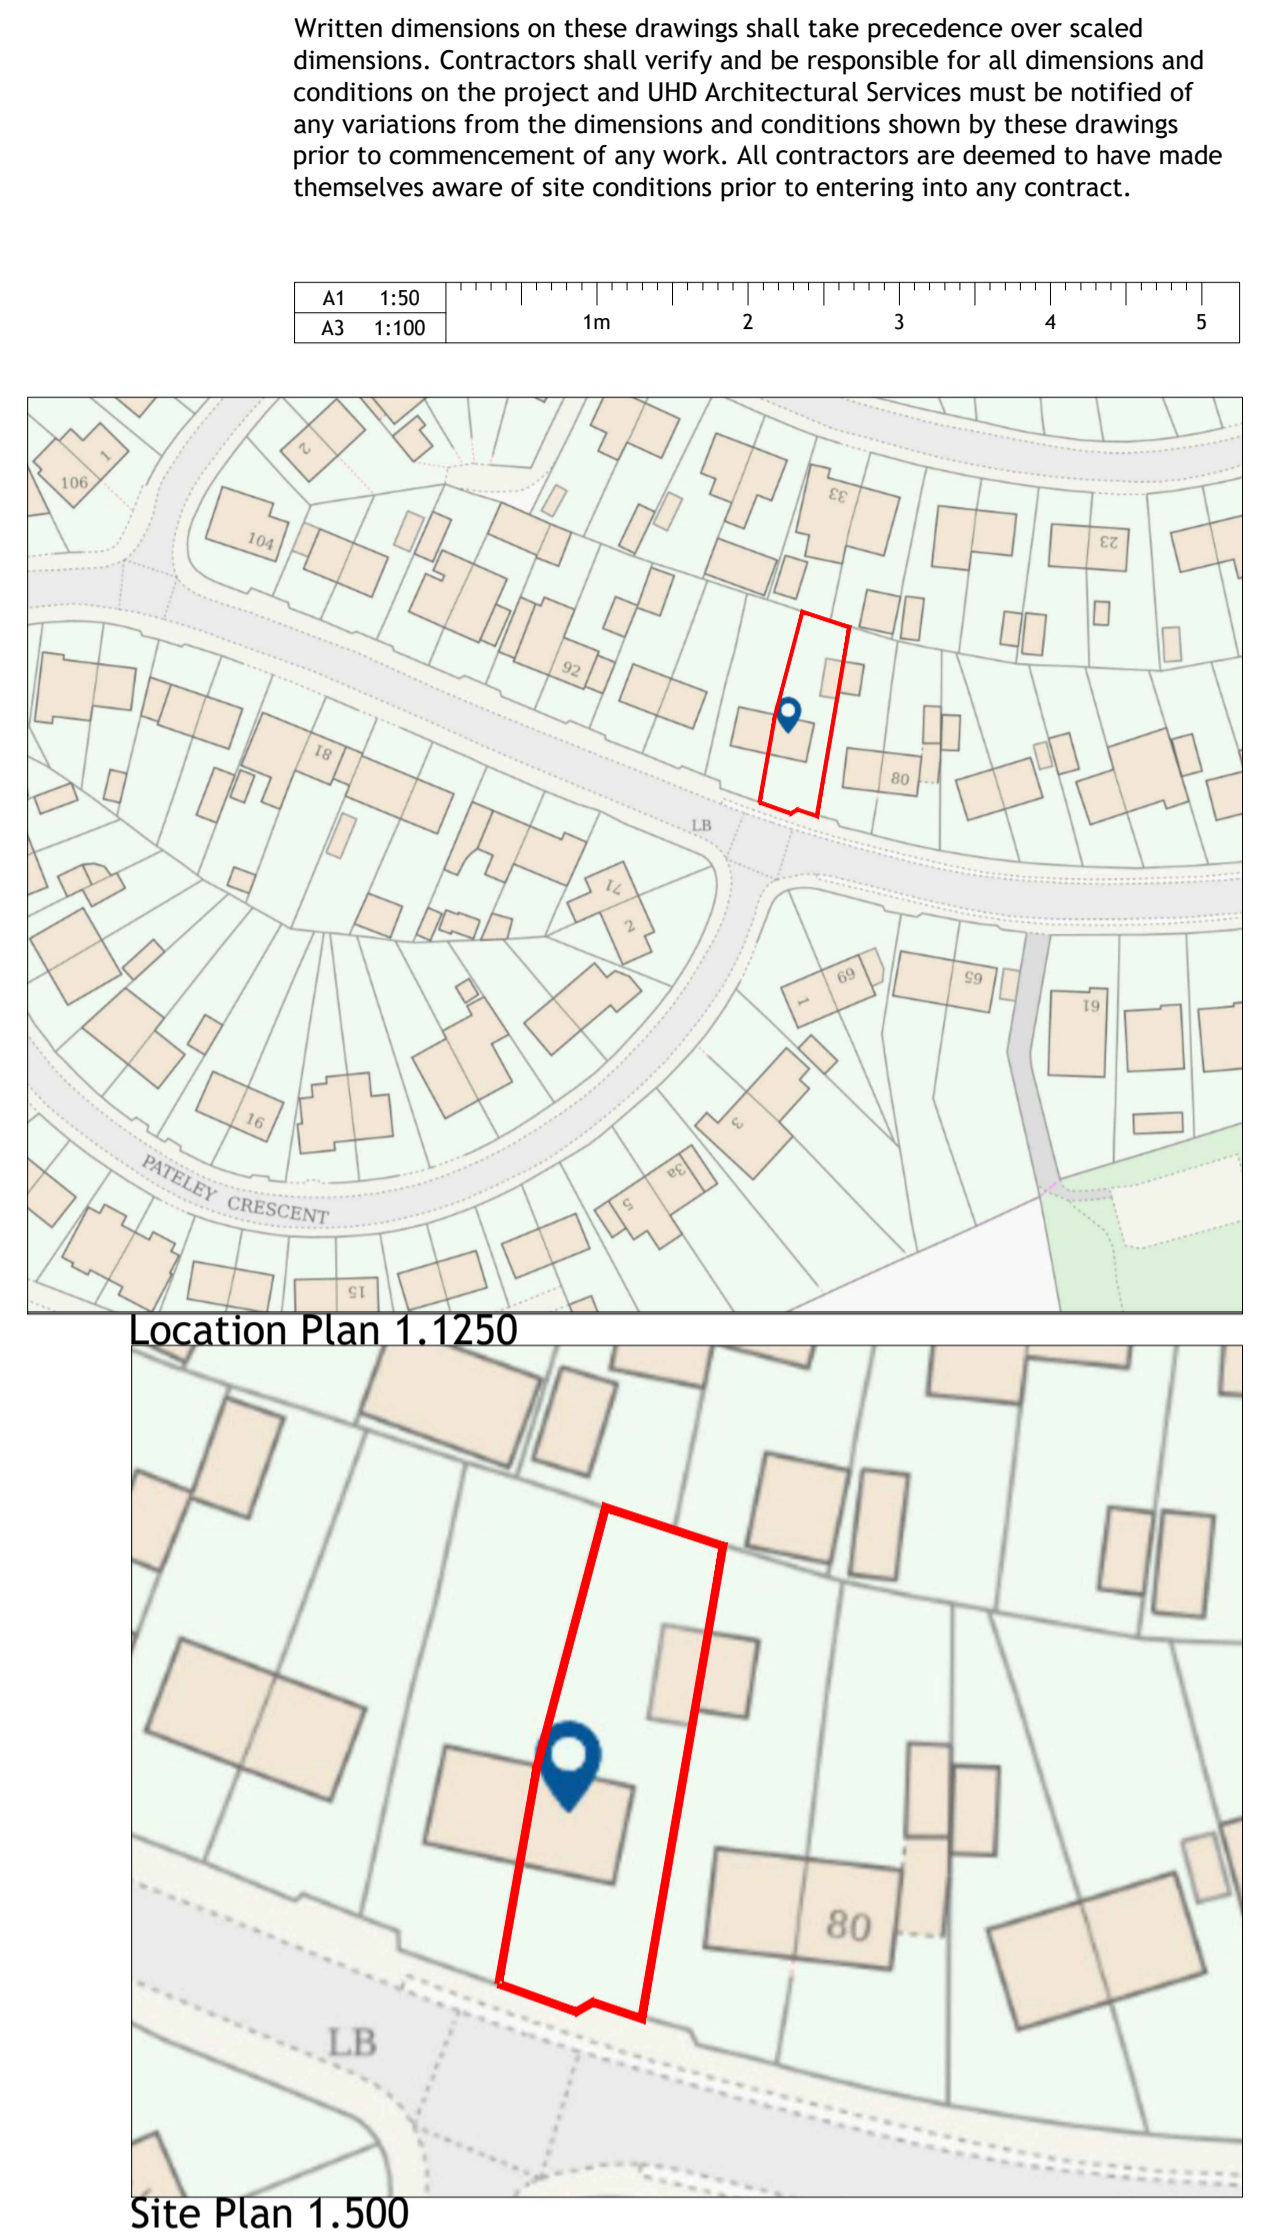 Written dimensions on these drawings shall take precedence over scaled
dimensions. Contractors shall verify and be responsible for all dimensions and
conditions on the project and UHD Architectural Services must be notified of
any variations from the dimensions and conditions shown by these drawings
prior to commencement of any work. All contractors are deemed to have made
themselves aware of site conditions prior to entering into any contract.
A1 1:50
A3 1:100
1m 2 3 4 5
106
1
2
104
33
23
92
81
80
LB
71
2
69
1
65
61
16
3
3a
5
PATELEY CRESCENT
15
Location Plan 1.1250
80
LB
Site Plan 1.500